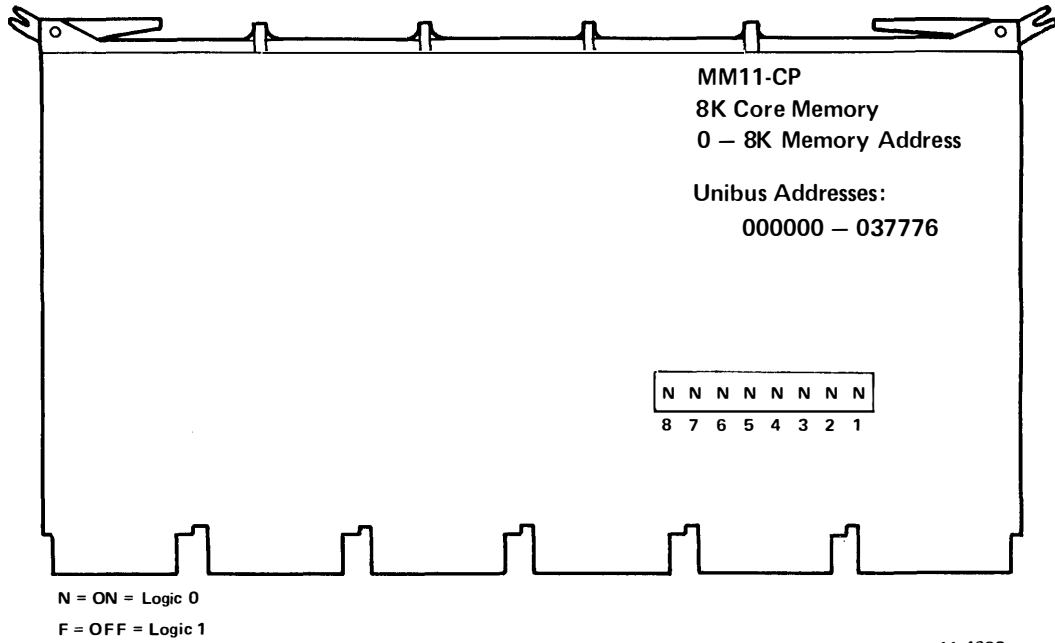 MM11-CP
8K Core Memory
0 – 8K Memory Address
Unibus Addresses:
000000 – 037776
N N N N N N N N
8 7 6 5 4 3 2 1
N = ON = Logic 0
F = OFF = Logic 1